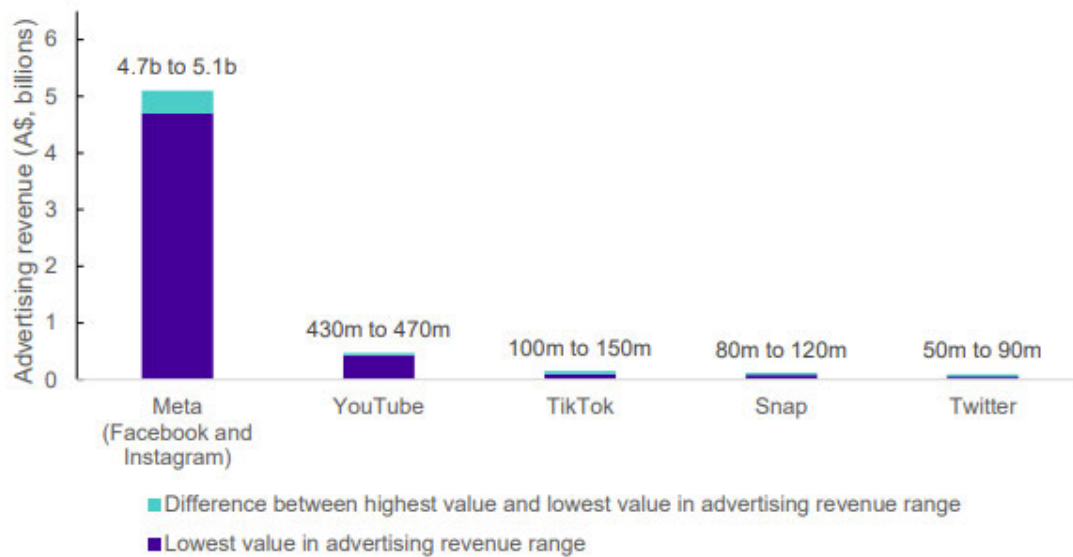 Advertising revenue (A$, billions)
6
5
4
3
2
1
0
4.7b to 5.1b
430m to 470m
100m to 150m
80m to 120m
50m to 90m
Meta
(Facebook and
Instagram)
YouTube
TikTok
Snap
Twitter
Difference between highest value and lowest value in advertising revenue range
Lowest value in advertising revenue range